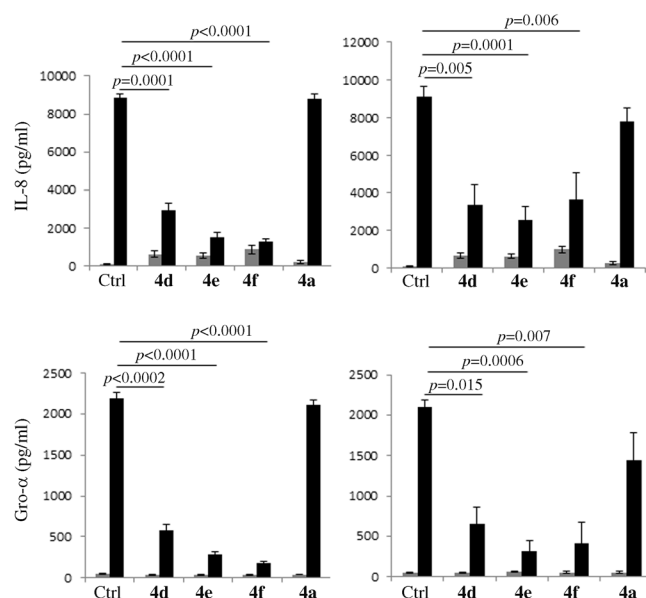 p<0.0001
p<0.0001
p=0.0001
IL-8 (pg/ml)
10000
8000
6000
4000
2000
0
Ctrl 4d 4e 4f 4a
p=0.006
p=0.0001
p=0.005
12000
10000
8000
6000
4000
2000
0
Ctrl 4d 4e 4f 4a
p<0.0001
p<0.0001
p<0.0002
Gro-α (pg/ml)
2500
2000
1500
1000
500
0
Ctrl 4d 4e 4f 4a
p=0.007
p=0.0006
p=0.015
2500
2000
1500
1000
500
0
Ctrl 4d 4e 4f 4a